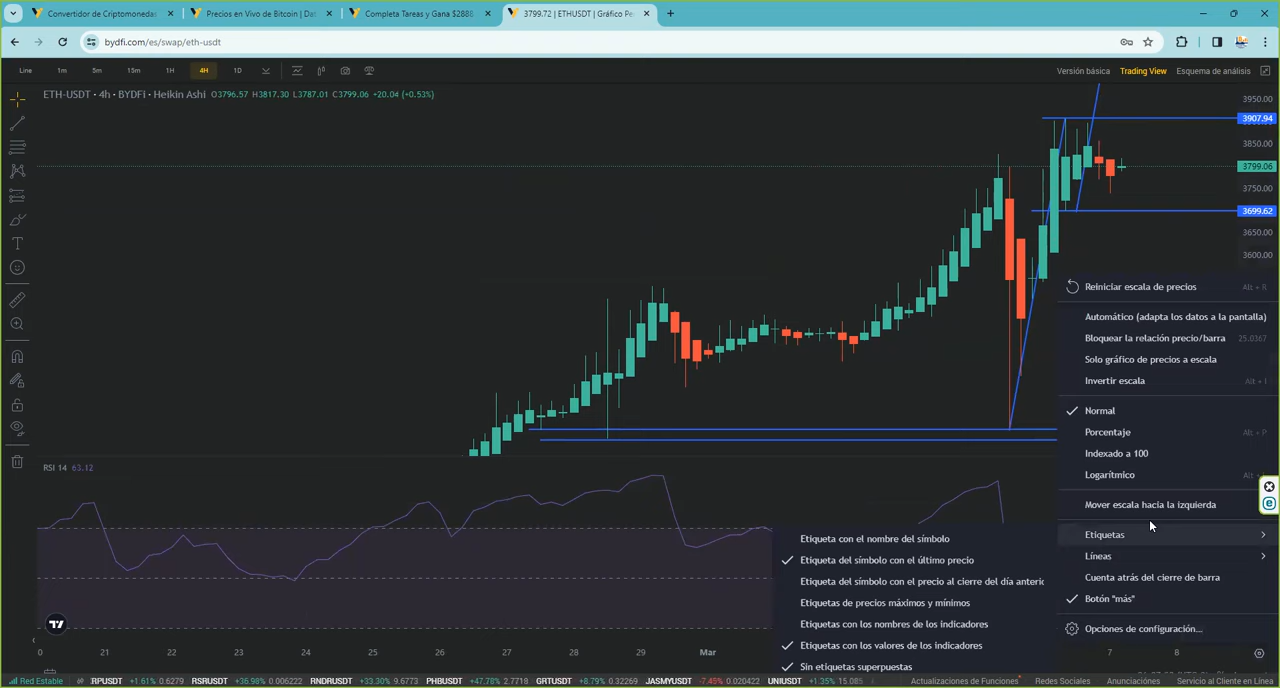 Convertidor de Criptomonedas
Precios en Vivo de Bitcoin | Dat
Completa Tareas y Gana $2888
3799.72 | ETHUSDT | Gráfico Pe
bydfi.com/es/swap/eth-usdt
Line 1m 5m 15m 1H 4H 1D
Versión básica Trading View Esquema de análisis
ETH-USDT • 4h • BYDFi • Heikin Ashi O3796.57 H3817.30 L3787.01 C3799.06 +20.04 (+0.53%)
3950.00
3907.94
3850.00
3799.06
3750.00
3699.62
3650.00
3600.00
Reiniciar escala de precios Alt + R
Automático (adapta los datos a la pantalla)
Bloquear la relación precio/barra 25.0367
Solo gráfico de precios a escala
Invertir escala Alt + I
Normal
Porcentaje Alt + P
Indexado a 100
Logarítmico Alt +
Mover escala hacia la izquierda
Etiquetas
Líneas
Cuenta atrás del cierre de barra
Botón "más"
Opciones de configuración...
Etiqueta con el nombre del símbolo
Etiqueta del símbolo con el último precio
Etiqueta del símbolo con el precio al cierre del día anteric
Etiquetas de precios máximos y mínimos
Etiquetas con los nombres de los indicadores
Etiquetas con los valores de los indicadores
Sin etiquetas superpuestas
RSI 14 63.12
0 21 22 23 26 27 28 29 Mar 7 8
Red Estable
RPUSDT +1.61% 0.6279 RSRUSDT +36.98% 0.006222 RNDRUSDT +33.30% 9.6773 PHBUSDT +47.78% 2.7718 GRTUSDT +8.79% 0.32269 JASMYUSDT -7.45% 0.020422 UNIUSDT +1.35% 15.085
Actualizaciones de Funciones Redes Sociales Anunciaciones Servicio al Cliente en Línea